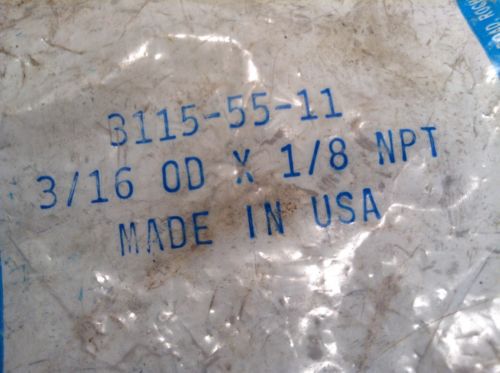 3115-55-11
3/16 OD X 1/8 NPT
MADE IN USA